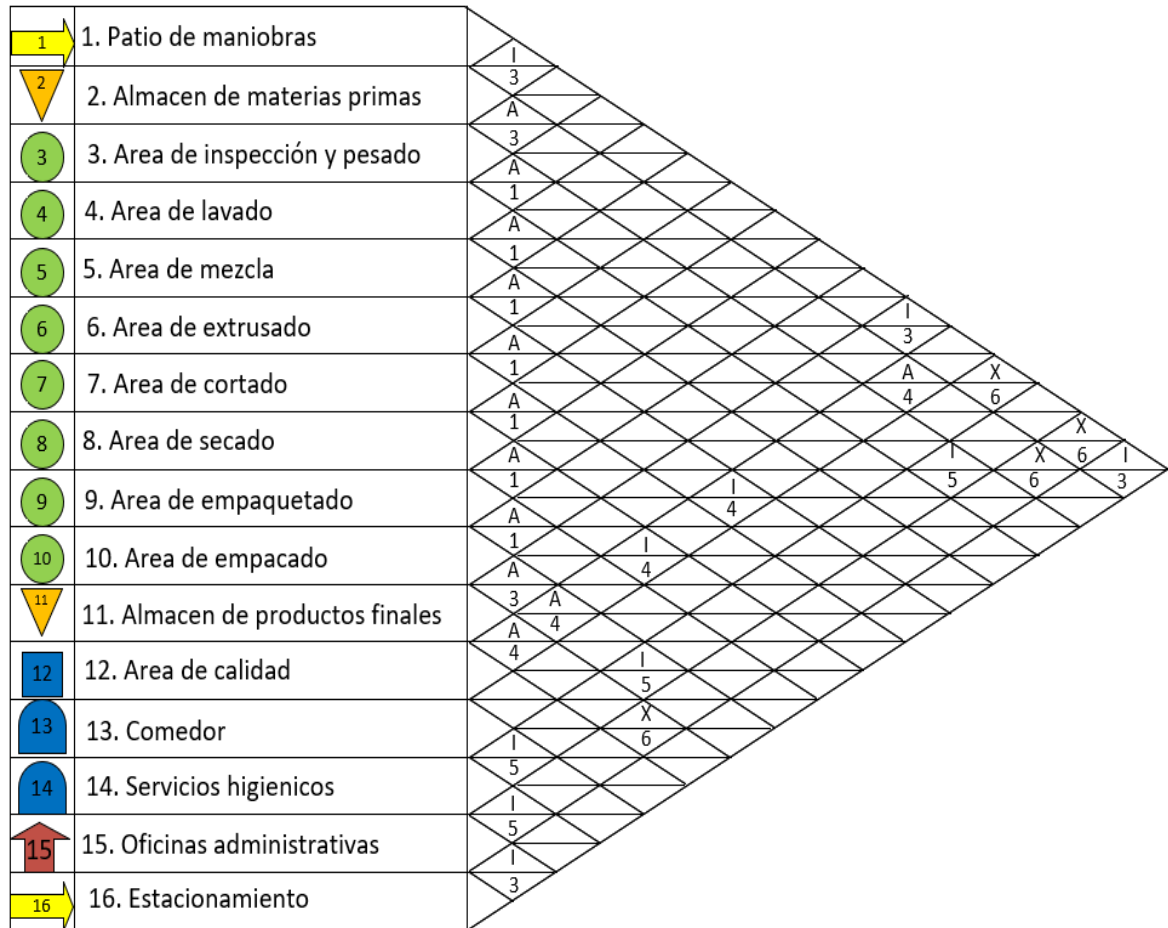 1 1. Patio de maniobras
2 2. Almacen de materias primas
3 3. Area de inspección y pesado
4 4. Area de lavado
5 5. Area de mezcla
6 6. Area de extrusado
7 7. Area de cortado
8 8. Area de secado
9 9. Area de empaquetado
10 10. Area de empacado
11 11. Almacen de productos finales
12 12. Area de calidad
13 13. Comedor
14 14. Servicios higienicos
15 15. Oficinas administrativas
16 16. Estacionamiento
I
3
A
3
A
1
A
1
A
1 I
3
A
1 A X
A 4 6
1 X
A I X 6 I
1 I 5 6 3
A 4
1 I
A 4
3 A
A 4
4 I
5
X
I 6
5
I
5
I
3